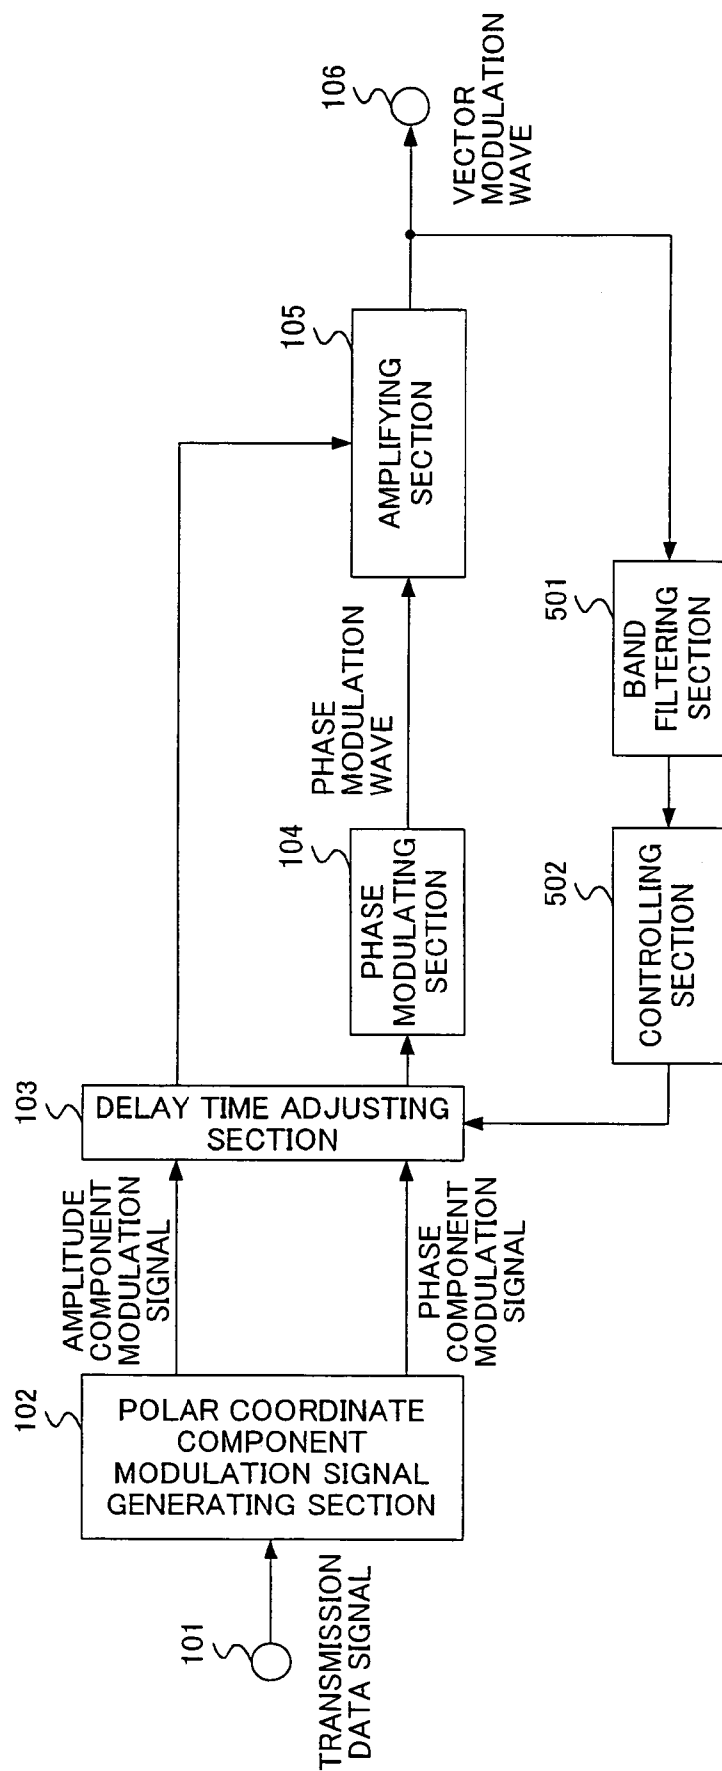 101
TRANSMISSION
DATA SIGNAL
102
POLAR COORDINATE
COMPONENT
MODULATION SIGNAL
GENERATING SECTION
AMPLITUDE
COMPONENT
MODULATION
SIGNAL
PHASE
COMPONENT
MODULATION
SIGNAL
103
DELAY TIME ADJUSTING
SECTION
104
PHASE
MODULATING
SECTION
PHASE
MODULATION
WAVE
105
AMPLIFYING
SECTION
106
VECTOR
MODULATION
WAVE
501
BAND
FILTERING
SECTION
502
CONTROLLING
SECTION